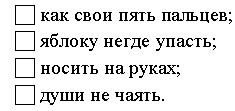 как свои пять пальцев;
яблоку негде упасть;
носить на руках;
души не чаять.